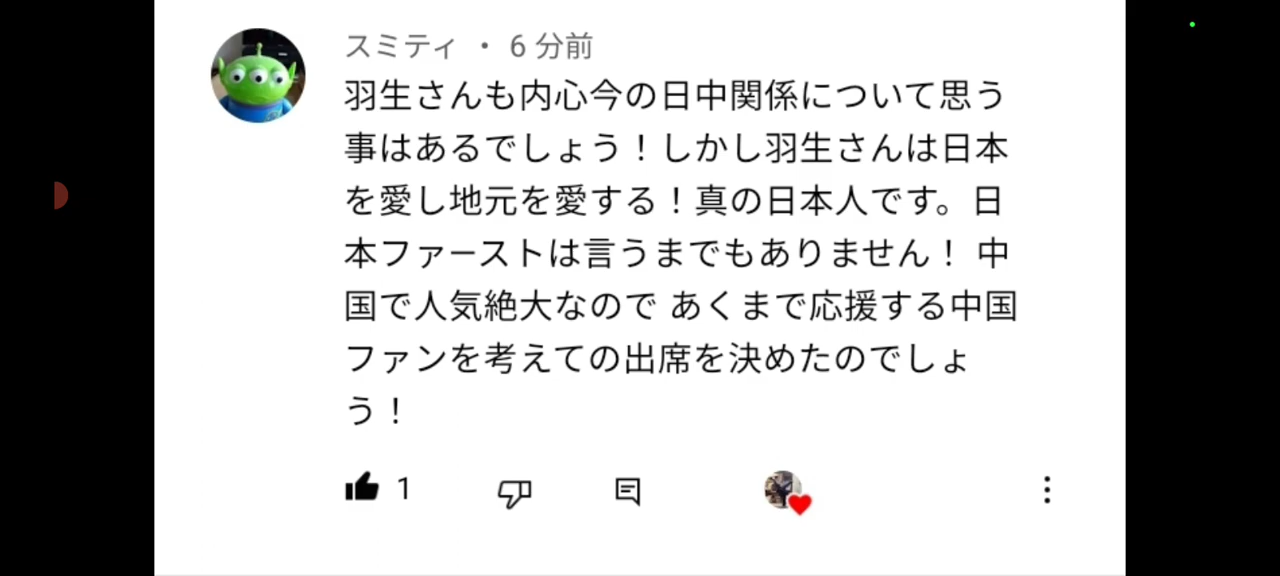 スミティ ・ 6 分前
羽生さんも内心今の日中関係について思う
事はあるでしょう！しかし羽生さんは日本
を愛し地元を愛する！真の日本人です。日
本ファーストは言うまでもありません！ 中
国で人気絶大なので あくまで応援する中国
ファンを考えての出席を決めたのでしょ
う！
1